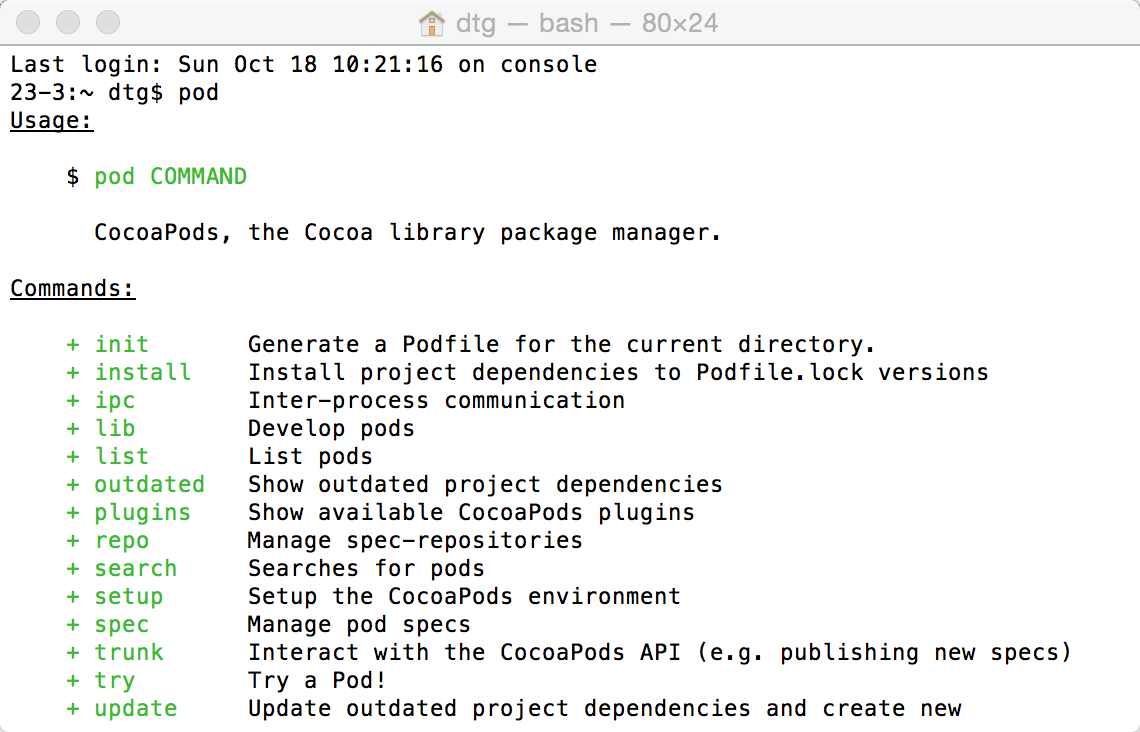 dtg — bash — 80×24
Last login: Sun Oct 18 10:21:16 on console
23-3:~ dtg$ pod
Usage:
$ pod COMMAND
CocoaPods, the Cocoa library package manager.
Commands:
+ init Generate a Podfile for the current directory.
+ install Install project dependencies to Podfile.lock versions
+ ipc Inter-process communication
+ lib Develop pods
+ list List pods
+ outdated Show outdated project dependencies
+ plugins Show available CocoaPods plugins
+ repo Manage spec-repositories
+ search Searches for pods
+ setup Setup the CocoaPods environment
+ spec Manage pod specs
+ trunk Interact with the CocoaPods API (e.g. publishing new specs)
+ try Try a Pod!
+ update Update outdated project dependencies and create new